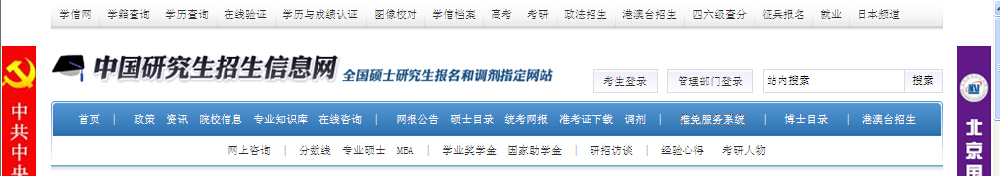 学信网 学籍查询 学历查询 在线验证 学历与成绩认证 图像校对 学信档案 高考 考研 政法招生 港澳台招生 四六级查分 征兵报名 就业 日本频道
中国研究生招生信息网 全国硕士研究生报名和调剂指定网站
考生登录 管理部门登录 站内搜索 搜索
首页 | 政策 资讯 院校信息 专业知识库 在线咨询 | 网报公告 硕士目录 统考网报 准考证下载 调剂 | 推免服务系统 | 博士目录 | 港澳台招生
网上咨询 | 分数线 专业硕士 MBA | 学业奖学金 国家助学金 | 研招访谈 | 经验心得 考研人物
中共中央
北京